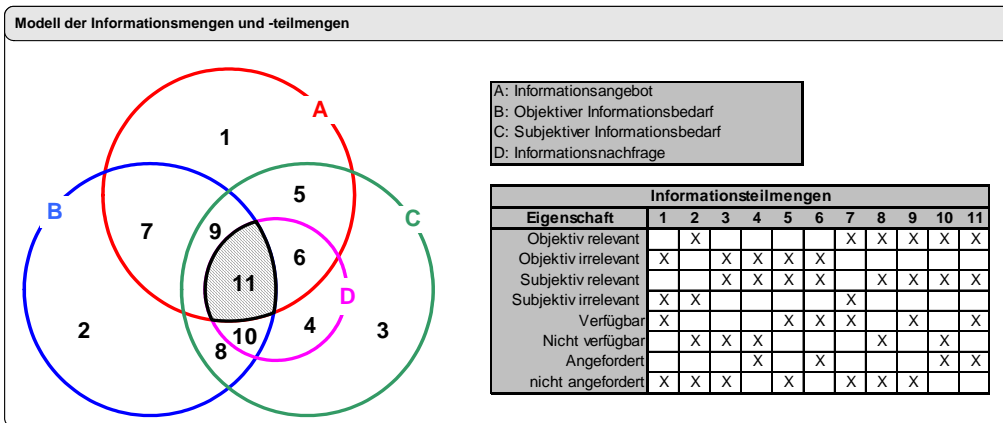 Modell der Informationsmengen und -teilmengen
A
1
B
5
C
7
9
6
11
D
2
10
4
3
8
A: Informationsangebot
B: Objektiver Informationsbedarf
C: Subjektiver Informationsbedarf
D: Informationsnachfrage
Informationsteilmengen
Eigenschaft 1 2 3 4 5 6 7 8 9 10 11
Objektiv relevant X X X X X X
Objektiv irrelevant X X X X X
Subjektiv relevant X X X X X X X X
Subjektiv irrelevant X X X
Verfügbar X X X X X X
Nicht verfügbar X X X X X
Angefordert X X X X
nicht angefordert X X X X X X X